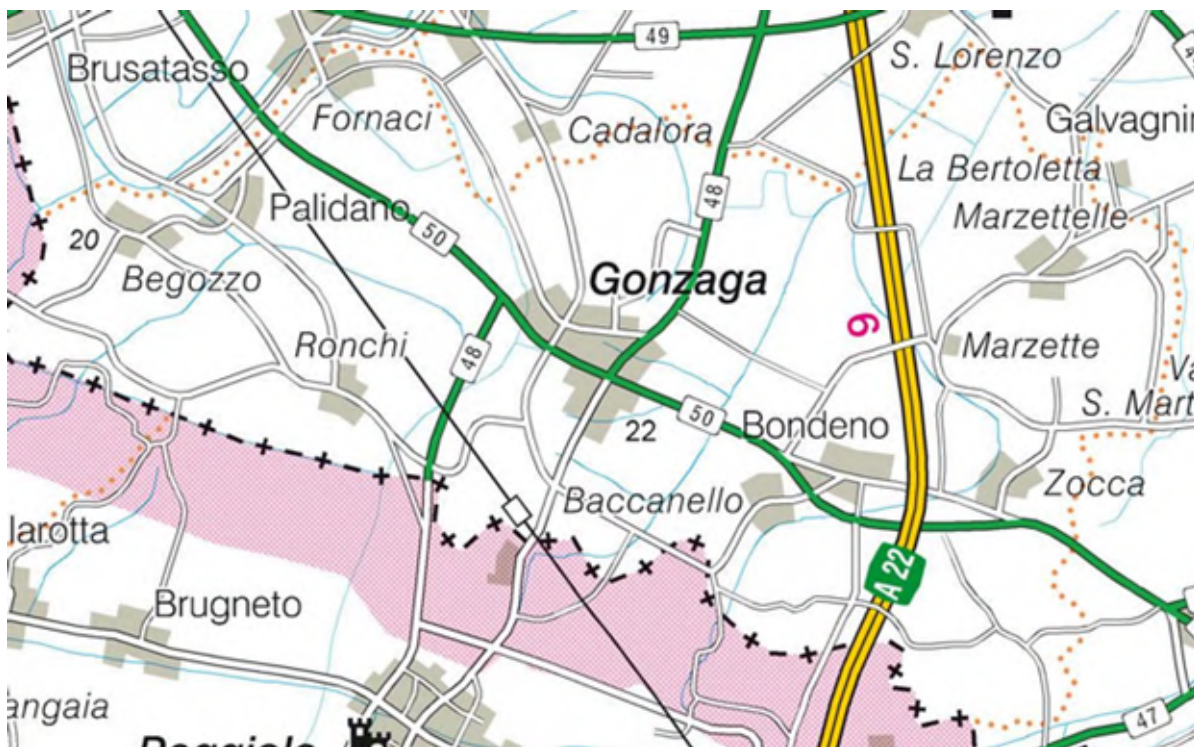 49
Brusatasso
S. Lorenzo
Fornaci
Cadalora
Galvagnin
La Bertoletta
48
Palidano
Marzettelle
50
20
Begozzo
Gonzaga
9
Ronchi
48
Marzette
S. Mart
50
Bondeno
22
Zocca
Baccanello
larotta
A 22
Brugneto
angaia
47